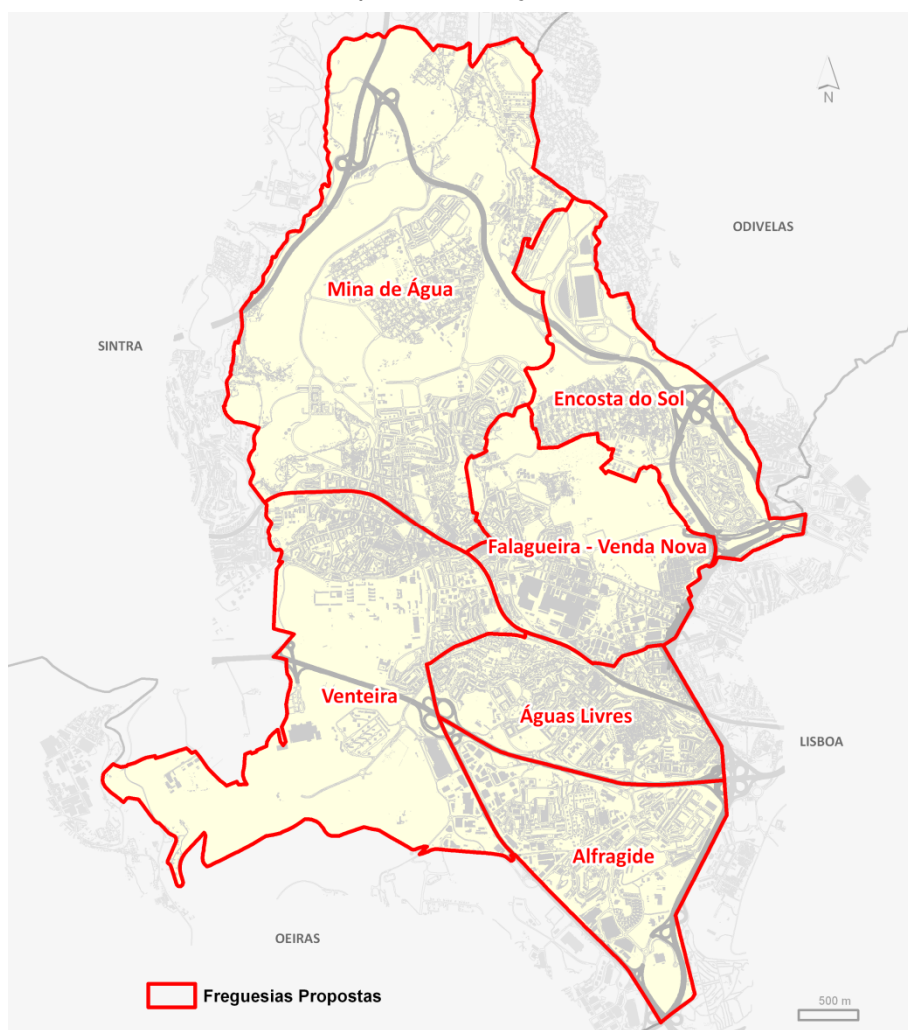 N
ODIVELAS
Mina de Água
SINTRA
Encosta do Sol
Falagueira - Venda Nova
Venteira
Águas Livres
LISBOA
Alfragide
OEIRAS
Freguesias Propostas
500 m